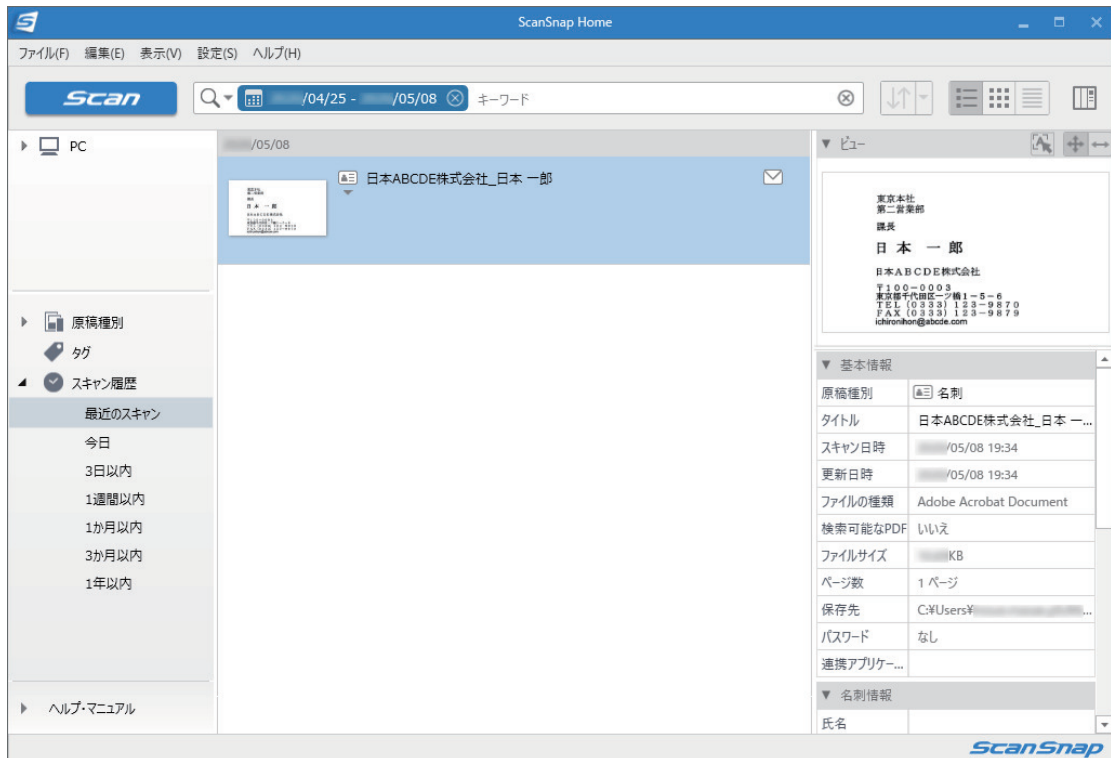 ScanSnap Home
ファイル(F) 編集(E) 表示(V) 設定(S) ヘルプ(H)
Scan
/04/25 - /05/08 キーワード
PC
原稿種別
タグ
スキャン履歴
最近のスキャン
今日
3日以内
1週間以内
1か月以内
3か月以内
1年以内
ヘルプ・マニュアル
/05/08
日本ABCDE株式会社_日本 一郎
ビュー
東京本社
第二営業部
課長
日本 一郎
日本ABCDE株式会社
〒100-0003
東京都千代田区一ツ橋1-5-6
TEL (0333) 123-9870
FAX (0333) 123-9879
ichironihon@abcde.com
基本情報
原稿種別 名刺
タイトル 日本ABCDE株式会社_日本 一...
スキャン日時 /05/08 19:34
更新日時 /05/08 19:34
ファイルの種類 Adobe Acrobat Document
検索可能なPDF いいえ
ファイルサイズ KB
ページ数 1 ページ
保存先 C:¥Users¥ ...
パスワード なし
連携アプリケー...
名刺情報
氏名
ScanSnap